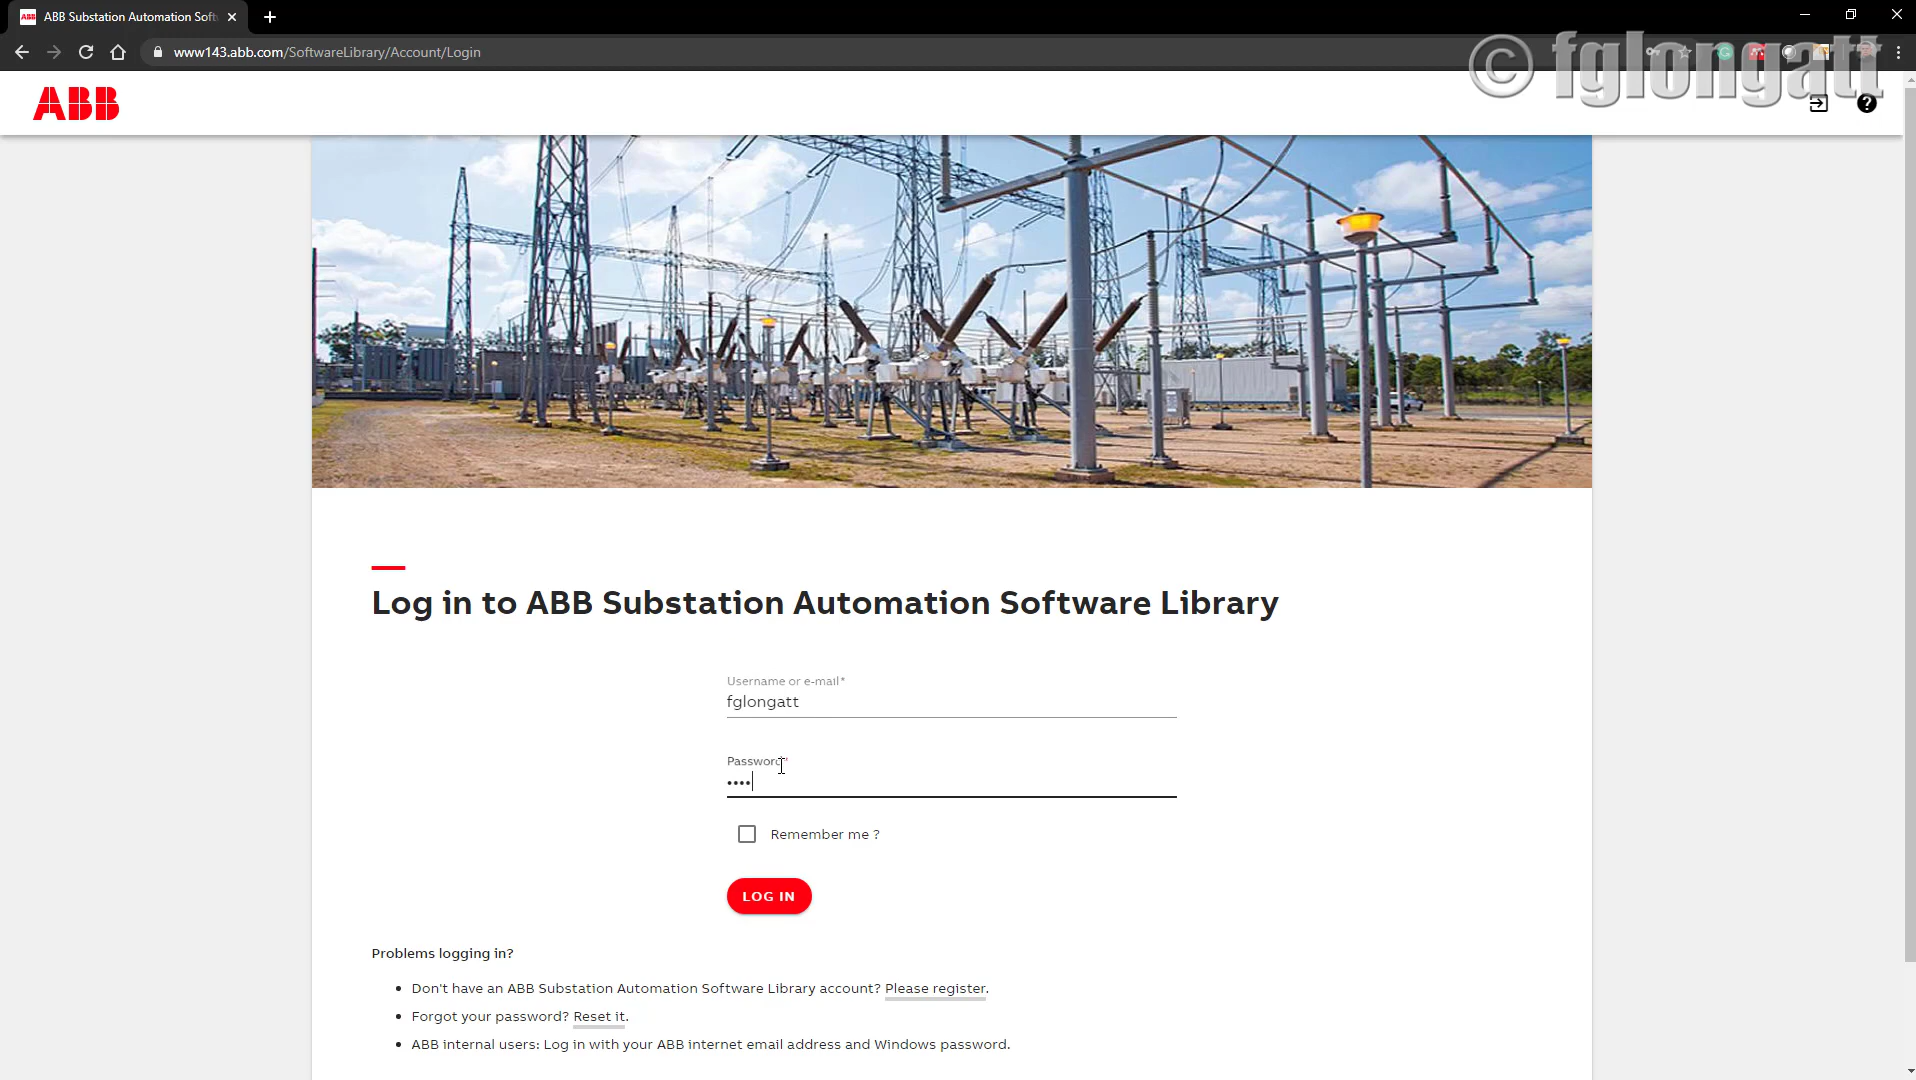 ABB Substation Automation Soft
www143.abb.com/SoftwareLibrary/Account/Login
© fglongatt
ABB
Log in to ABB Substation Automation Software Library
Username or e-mail*
fglongatt
Password*
••••
Remember me ?
LOG IN
Problems logging in?
• Don't have an ABB Substation Automation Software Library account? Please register.
• Forgot your password? Reset it.
• ABB internal users: Log in with your ABB internet email address and Windows password.